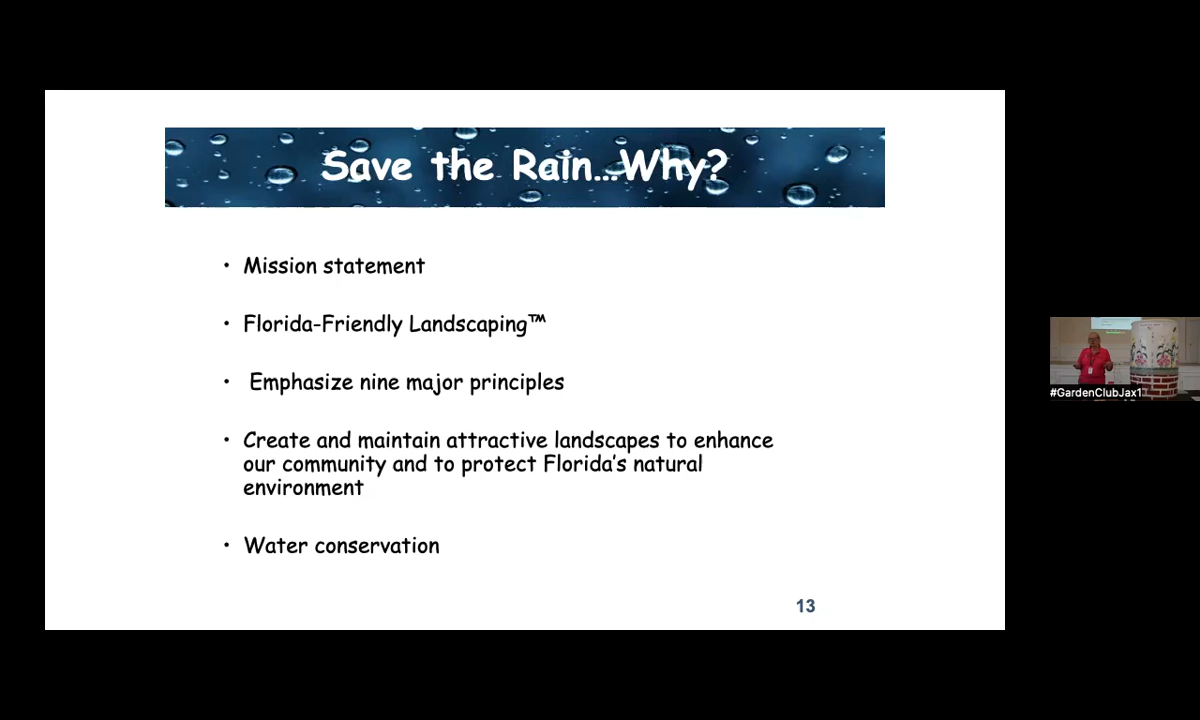 Save the Rain...Why?
• Mission statement
• Florida-Friendly Landscaping™
• Emphasize nine major principles
• Create and maintain attractive landscapes to enhance
our community and to protect Florida's natural
environment
• Water conservation
13
#GardenClubJax1